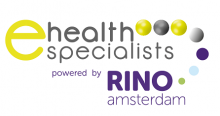 ehealth
specialists
powered by RINO
amsterdam